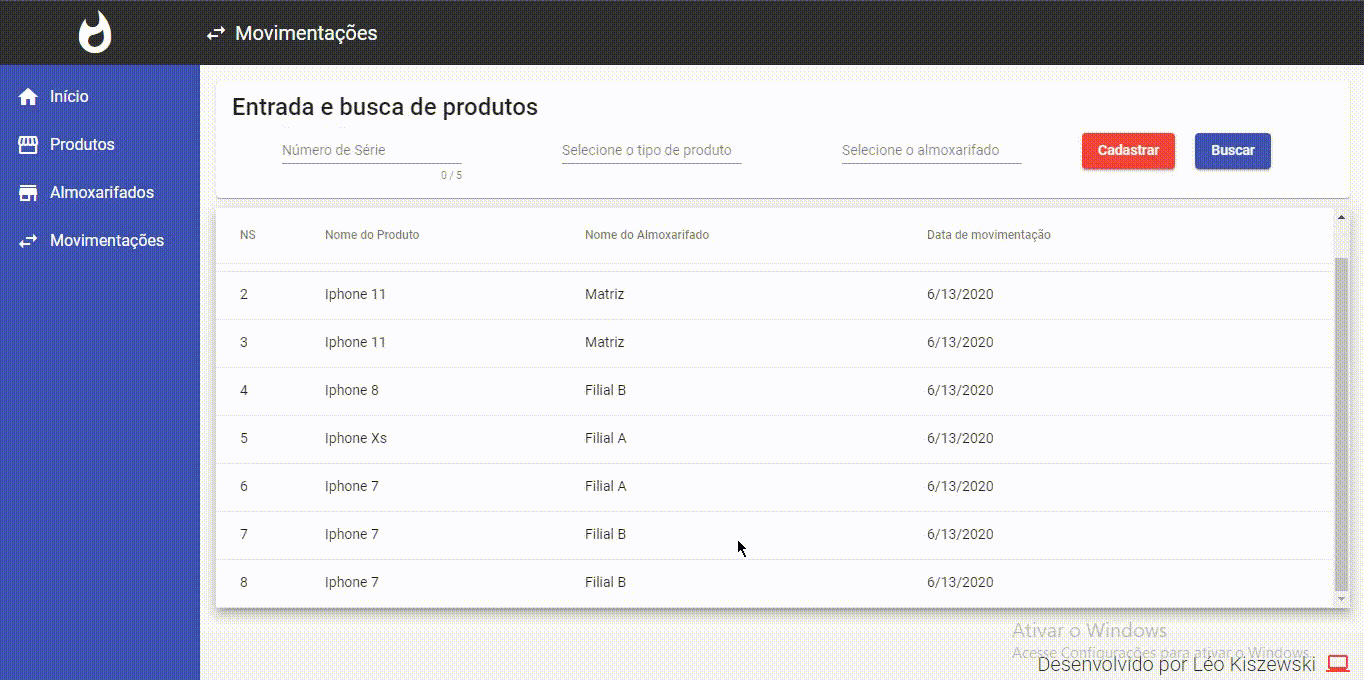 Movimentações
Início
Produtos
Almoxarifados
Movimentações
Entrada e busca de produtos
Número de Série
Selecione o tipo de produto
Selecione o almoxarifado
Cadastrar
Buscar
0 / 5
NS Nome do Produto Nome do Almoxarifado Data de movimentação
2 Iphone 11 Matriz 6/13/2020
3 Iphone 11 Matriz 6/13/2020
4 Iphone 8 Filial B 6/13/2020
5 Iphone Xs Filial A 6/13/2020
6 Iphone 7 Filial A 6/13/2020
7 Iphone 7 Filial B 6/13/2020
8 Iphone 7 Filial B 6/13/2020
Ativar o Windows
Acesse Configurações para ativar o Windows.
Desenvolvido por Léo Kiszewski